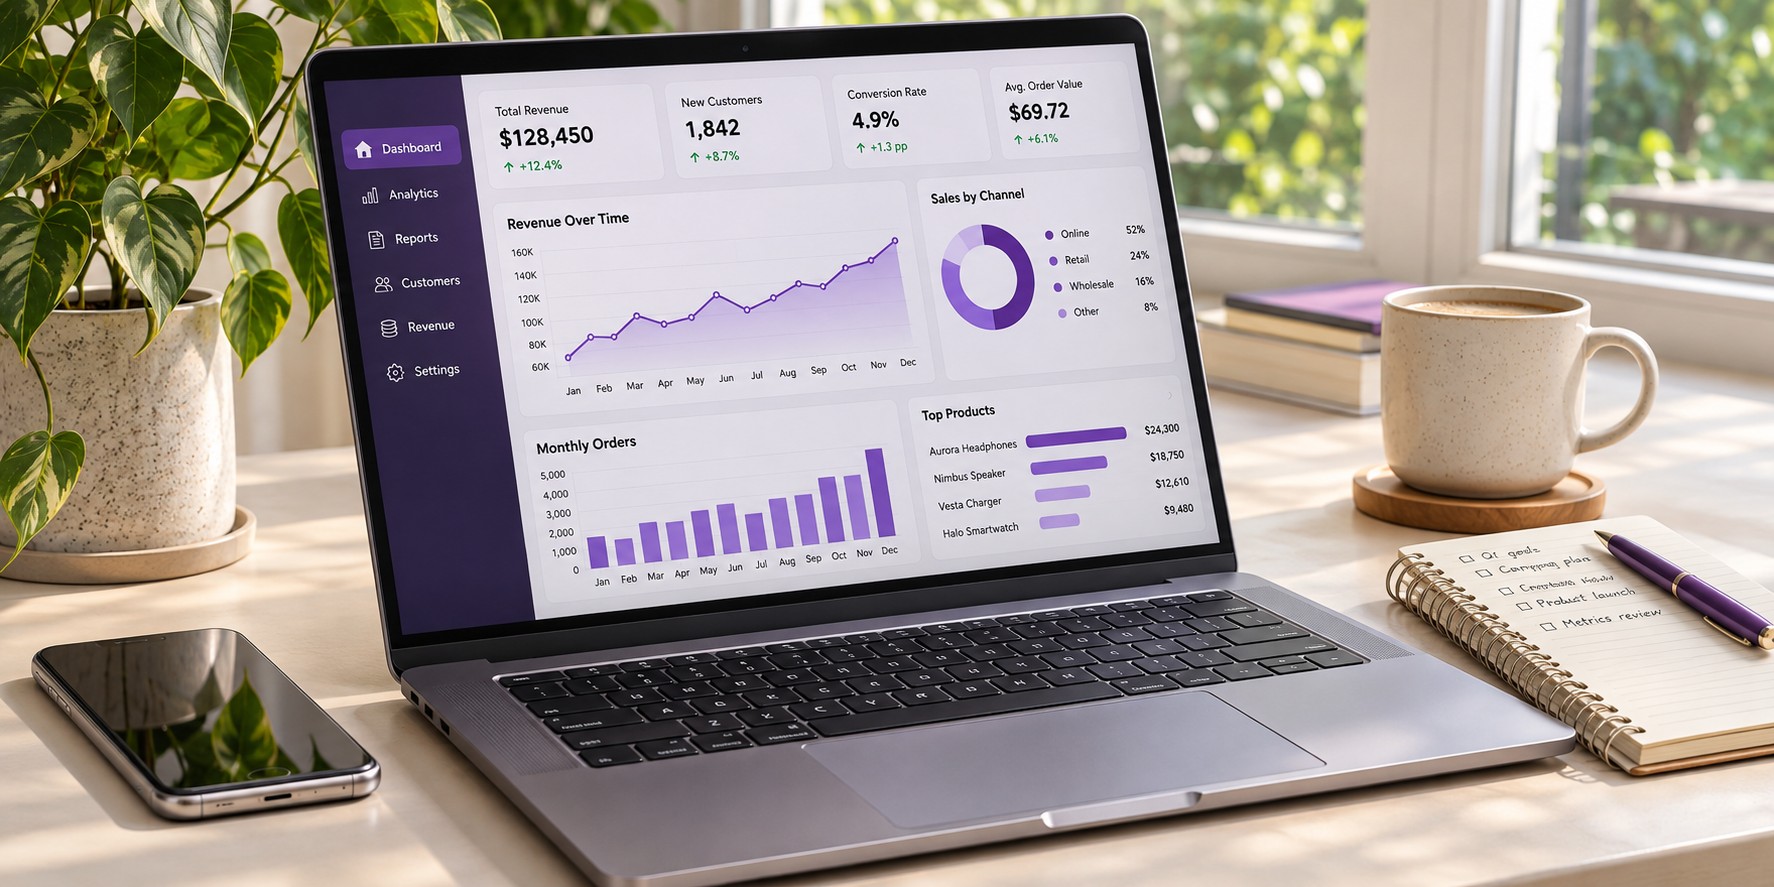 Dashboard
Analytics
Reports
Customers
Revenue
Settings
Total Revenue
$128,450
+12.4%
New Customers
1,842
+8.7%
Conversion Rate
4.9%
+1.3 pp
Avg. Order Value
$69.72
+6.1%
Revenue Over Time
160K
140K
120K
100K
80K
60K
Jan Feb Mar Apr May Jun Jul Aug Sep Oct Nov Dec
Sales by Channel
Online 52%
Retail 24%
Wholesale 16%
Other 8%
Monthly Orders
5,000
4,000
3,000
2,000
1,000
0
Jan Feb Mar Apr May Jun Jul Aug Sep Oct Nov Dec
Top Products
Aurora Headphones $24,300
Nimbus Speaker $18,750
Vesta Charger $12,610
Halo Smartwatch $9,480
goals
Product launch
Metrics review